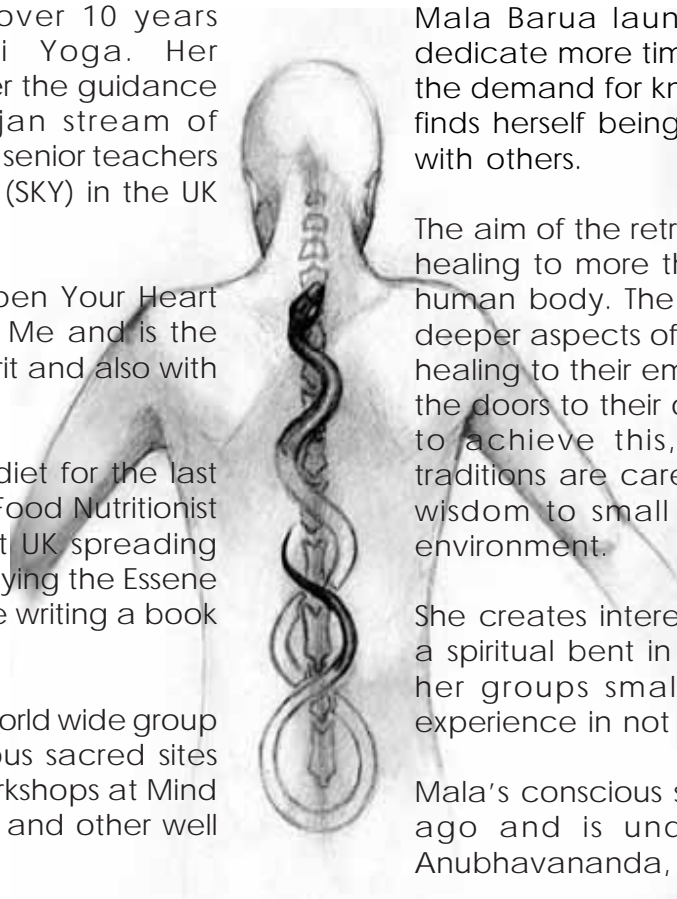 over 10 years
i Yoga. Her
er the guidance
jan stream of
senior teachers
(SKY) in the UK
pen Your Heart
Me and is the
rit and also with
diet for the last
Food Nutritionist
t UK spreading
ying the Essene
e writing a book
orld wide group
ous sacred sites
rkshops at Mind
and other well
Mala Barua laun
dedicate more tim
the demand for kn
finds herself being
with others.
The aim of the retr
healing to more th
human body. The
deeper aspects of
healing to their em
the doors to their c
to achieve this,
traditions are care
wisdom to small
environment.
She creates intere
a spiritual bent in
her groups smal
experience in not
Mala's conscious s
ago and is und
Anubhavananda,